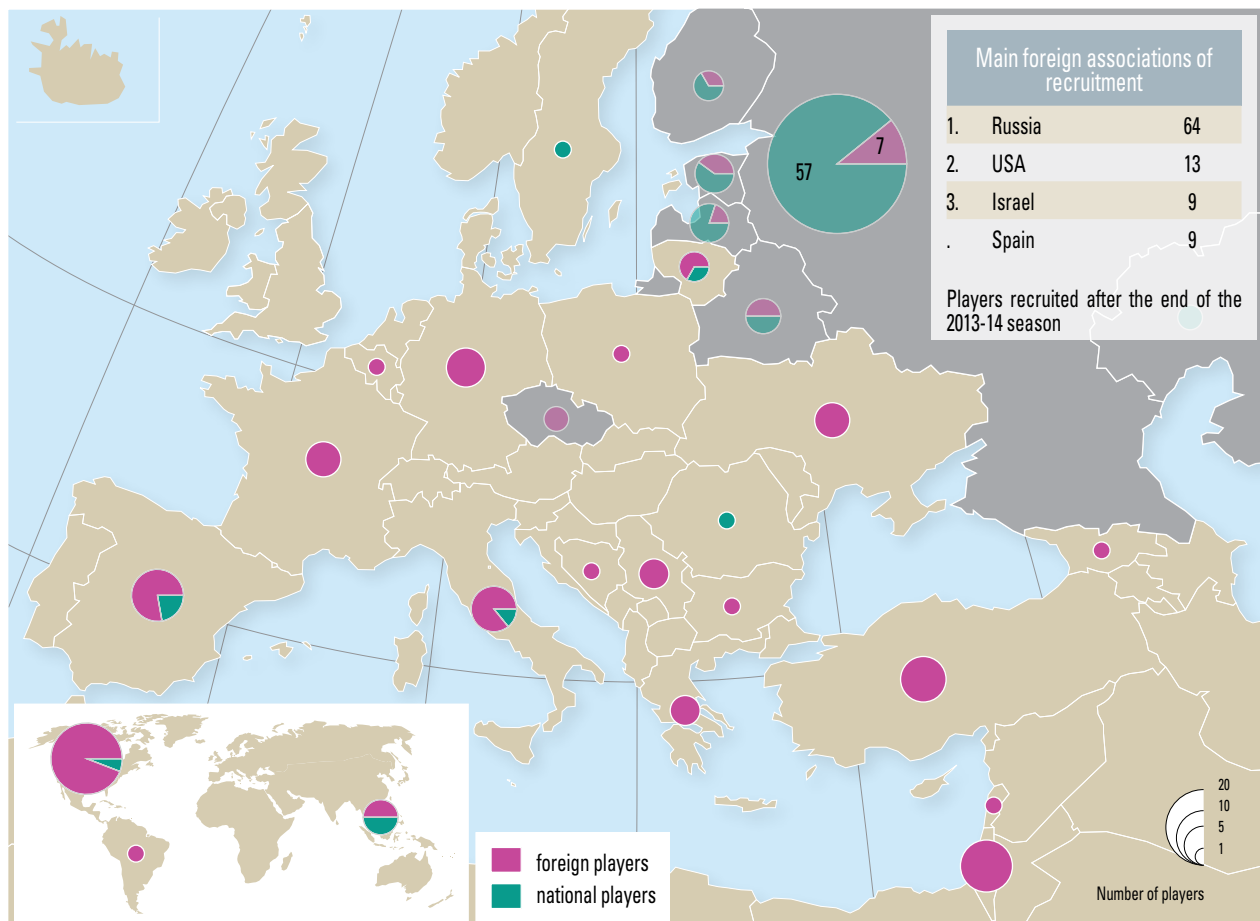 Main foreign associations of
recruitment
1. Russia 64
2. USA 13
3. Israel 9
. Spain 9
Players recruited after the end of the
2013-14 season
57
7
foreign players
national players
20
10
5
1
Number of players